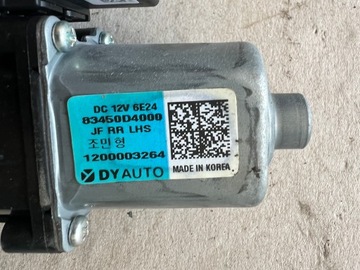 DC 12V 6E24
83450D4000
JF RR LHS
조민형
1200003264
DYAUTO
MADE IN KOREA